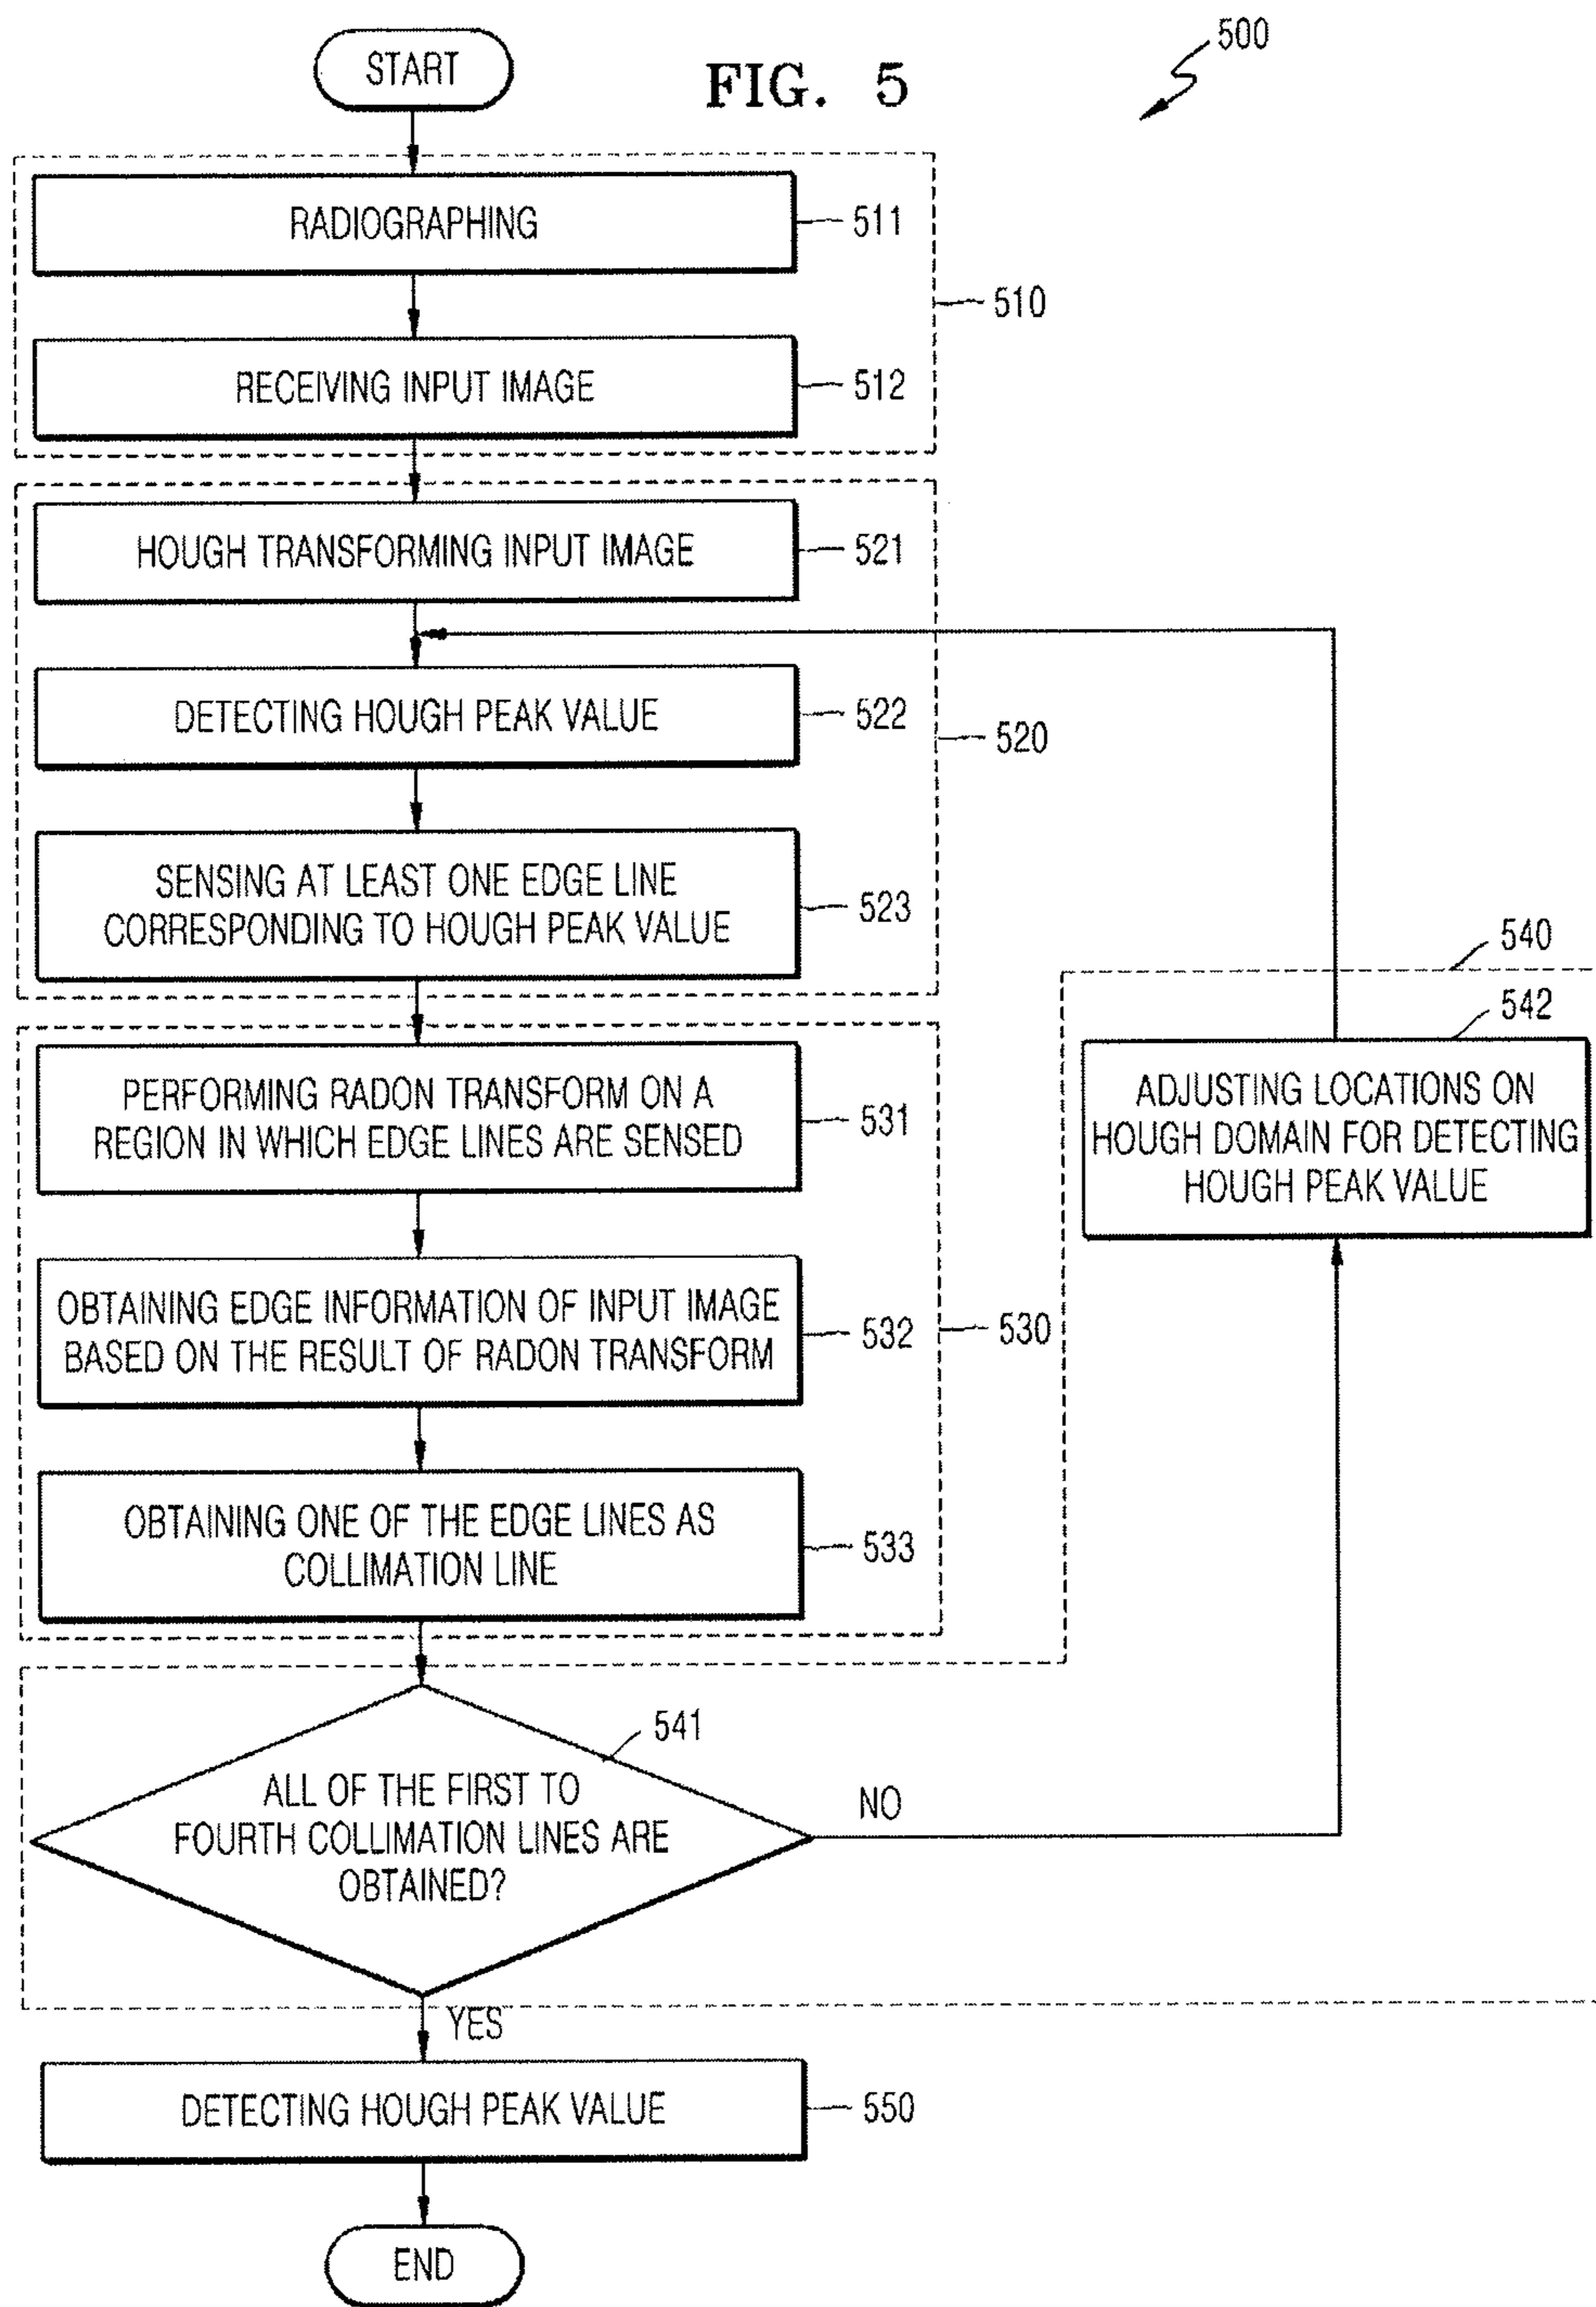 START
FIG. 5
500
RADIOGRAPHING
511
510
RECEIVING INPUT IMAGE
512
HOUGH TRANSFORMING INPUT IMAGE
521
DETECTING HOUGH PEAK VALUE
522
520
SENSING AT LEAST ONE EDGE LINE
CORRESPONDING TO HOUGH PEAK VALUE
523
540
542
ADJUSTING LOCATIONS ON
HOUGH DOMAIN FOR DETECTING
HOUGH PEAK VALUE
PERFORMING RADON TRANSFORM ON A
REGION IN WHICH EDGE LINES ARE SENSED
531
OBTAINING EDGE INFORMATION OF INPUT IMAGE
BASED ON THE RESULT OF RADON TRANSFORM
532
530
OBTAINING ONE OF THE EDGE LINES AS
COLLIMATION LINE
533
541
ALL OF THE FIRST TO
FOURTH COLLIMATION LINES ARE
OBTAINED?
NO
YES
DETECTING HOUGH PEAK VALUE
550
END